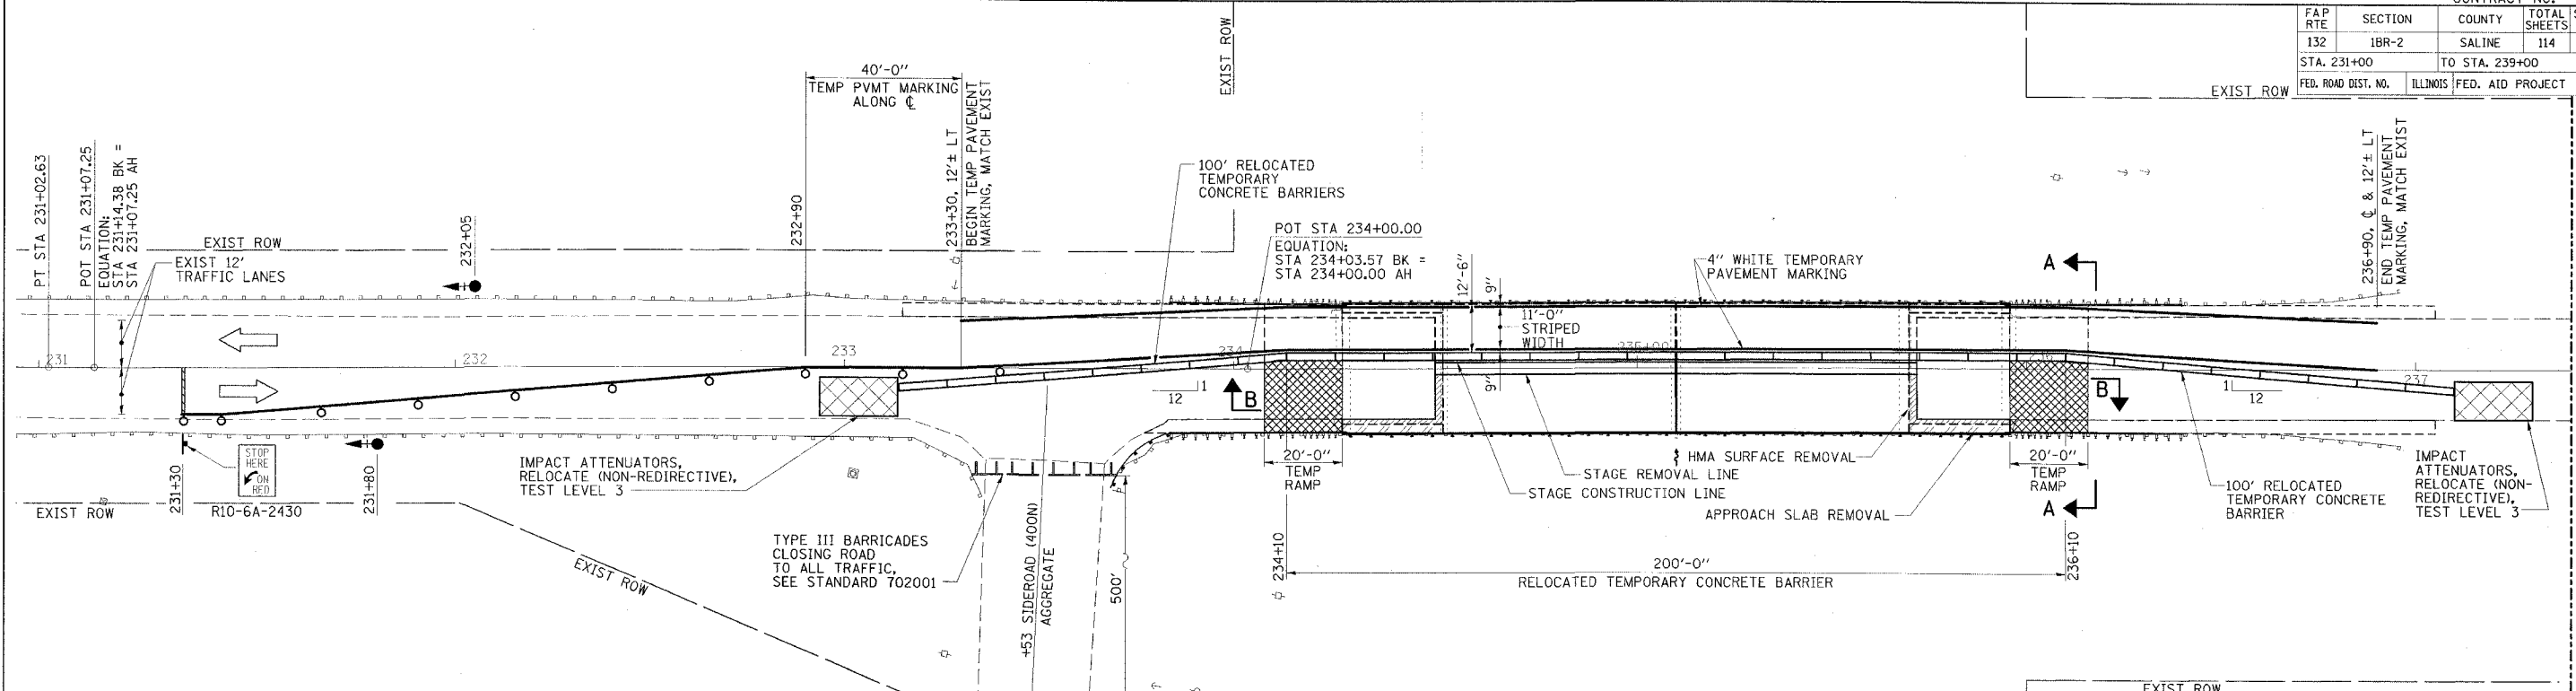 CONTRACT NO.
FAP RTE
SECTION
COUNTY
TOTAL SHEETS
132
1BR-2
SALINE
114
STA. 231+00
TO STA. 239+00
FED. ROAD DIST. NO.
ILLINOIS
FED. AID PROJECT
EXIST ROW
EXIST ROW
40'-0"
TEMP PVMT MARKING
ALONG ℄
PT STA 231+02.63
POT STA 231+07.25
EQUATION:
STA 231+14.38 BK =
STA 231+07.25 AH
EXIST ROW
EXIST 12'
TRAFFIC LANES
232+05
232+90
233+30, 12'± LT
BEGIN TEMP PAVEMENT
MARKING, MATCH EXIST
100' RELOCATED
TEMPORARY
CONCRETE BARRIERS
POT STA 234+00.00
EQUATION:
STA 234+03.57 BK =
STA 234+00.00 AH
12'-6"
9"
11'-0"
STRIPED
WIDTH
9"
4" WHITE TEMPORARY
PAVEMENT MARKING
A
236+90, ℄ & 12'± LT
END TEMP PAVEMENT
MARKING, MATCH EXIST
231
232
233
234
235+00
236
237
1
12
B
B
1
12
STOP
HERE
ON
RED
231+30
R10-6A-2430
231+80
EXIST ROW
IMPACT ATTENUATORS,
RELOCATE (NON-REDIRECTIVE),
TEST LEVEL 3
20'-0"
TEMP
RAMP
HMA SURFACE REMOVAL
STAGE REMOVAL LINE
STAGE CONSTRUCTION LINE
APPROACH SLAB REMOVAL
20'-0"
TEMP
RAMP
A
100' RELOCATED
TEMPORARY CONCRETE
BARRIER
IMPACT
ATTENUATORS,
RELOCATE (NON-
REDIRECTIVE),
TEST LEVEL 3
TYPE III BARRICADES
CLOSING ROAD
TO ALL TRAFFIC,
SEE STANDARD 702001
EXIST ROW
+53 SIDEROAD (400N)
AGGREGATE
500'
234+10
200'-0"
RELOCATED TEMPORARY CONCRETE BARRIER
236+10
EXIST ROW